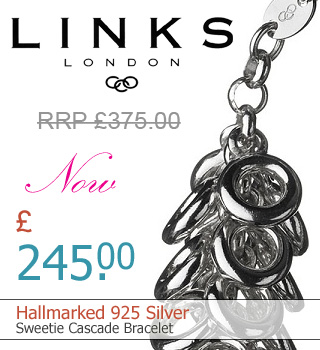 LINKS
LONDON
RRP £375.00
Now
£
245.00
Hallmarked 925 Silver
Sweetie Cascade Bracelet